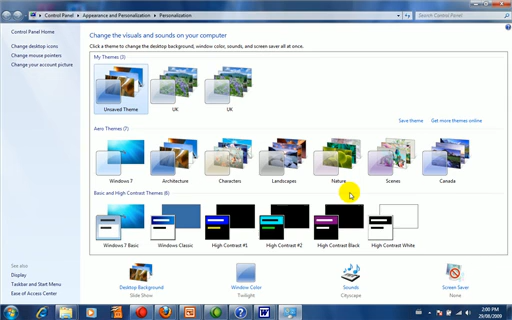 Control Panel ▸ Appearance and Personalization ▸ Personalization
Search Control Panel
Control Panel Home
Change desktop icons
Change mouse pointers
Change your account picture
Change the visuals and sounds on your computer
Click a theme to change the desktop background, window color, sounds, and screen saver all at once.
My Themes (3)
Unsaved Theme
UK
UK
Save theme
Get more themes online
Aero Themes (7)
Windows 7
Architecture
Characters
Landscapes
Nature
Scenes
Canada
Basic and High Contrast Themes (6)
Windows 7 Basic
Windows Classic
High Contrast #1
High Contrast #2
High Contrast Black
High Contrast White
See also
Display
Taskbar and Start Menu
Ease of Access Center
Desktop Background
Slide Show
Window Color
Twilight
Sounds
Cityscape
Screen Saver
None
2:00 PM
29/08/2009